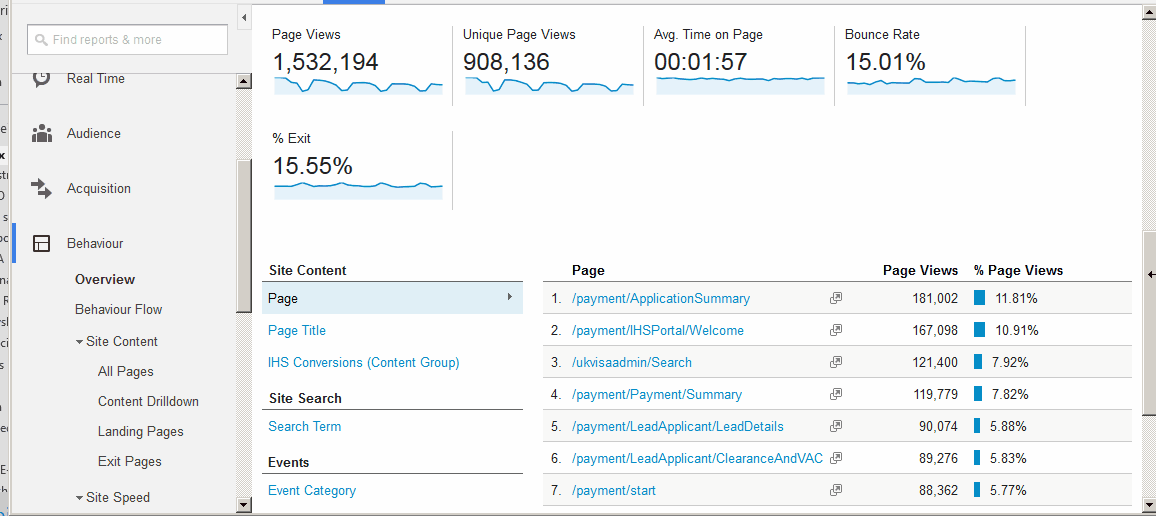 Find reports & more
Real Time
Audience
Acquisition
Behaviour
Overview
Behaviour Flow
Site Content
All Pages
Content Drilldown
Landing Pages
Exit Pages
Site Speed
Page Views
1,532,194
Unique Page Views
908,136
Avg. Time on Page
00:01:57
Bounce Rate
15.01%
% Exit
15.55%
Site Content
Page
Page Title
IHS Conversions (Content Group)
Site Search
Search Term
Events
Event Category
Page Page Views % Page Views
1. /payment/ApplicationSummary 181,002 11.81%
2. /payment/IHSPortal/Welcome 167,098 10.91%
3. /ukvisaadmin/Search 121,400 7.92%
4. /payment/Payment/Summary 119,779 7.82%
5. /payment/LeadApplicant/LeadDetails 90,074 5.88%
6. /payment/LeadApplicant/ClearanceAndVAC 89,276 5.83%
7. /payment/start 88,362 5.77%